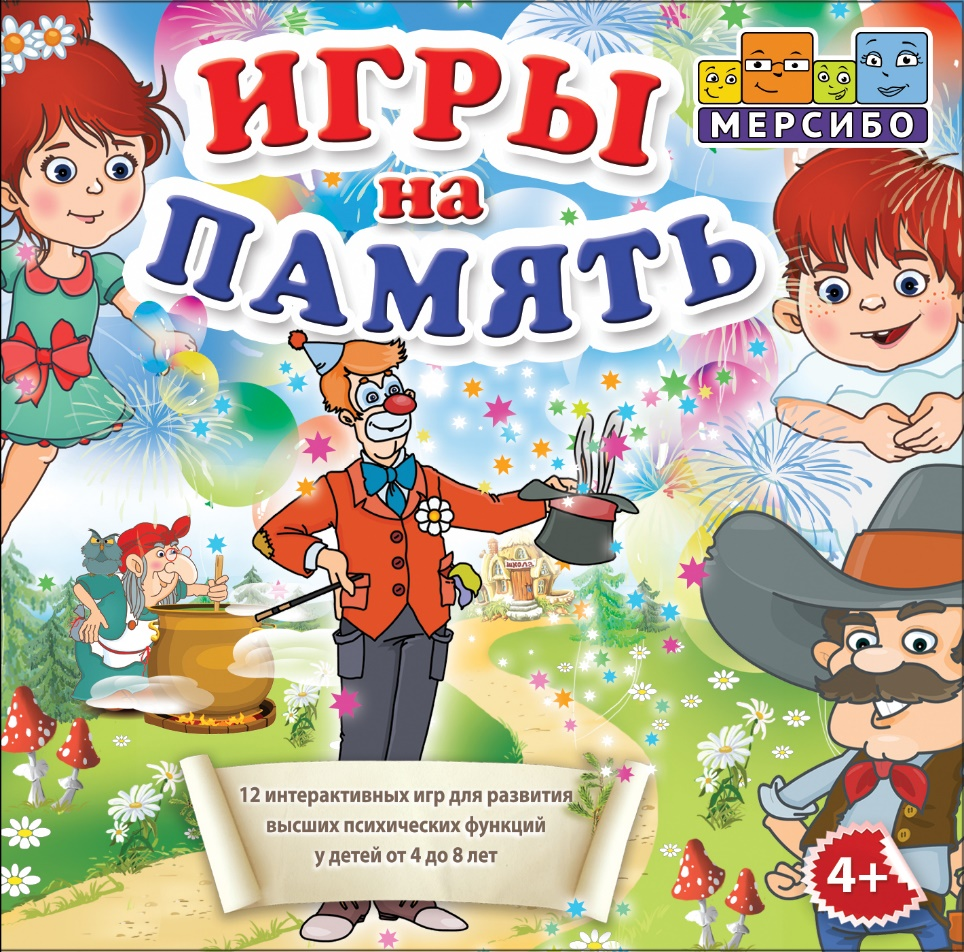 ИГРЫ
на
ПАМЯТЬ
МЕРСИБО
ШКОЛА
12 интерактивных игр для развития
высших психических функций
у детей от 4 до 8 лет
4+